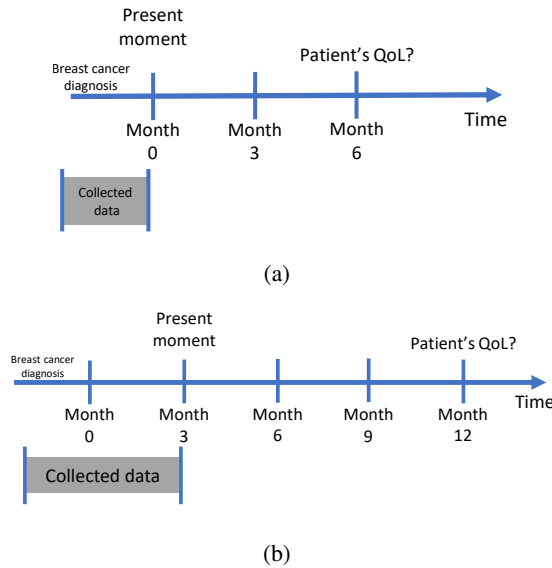 Present
moment
Patient's QoL?
Breast cancer
diagnosis
Time
Month
0
Month
3
Month
6
Collected
data
(a)
Present
moment
Patient's QoL?
Breast cancer
diagnosis
Time
Month
0
Month
3
Month
6
Month
9
Month
12
Collected data
(b)